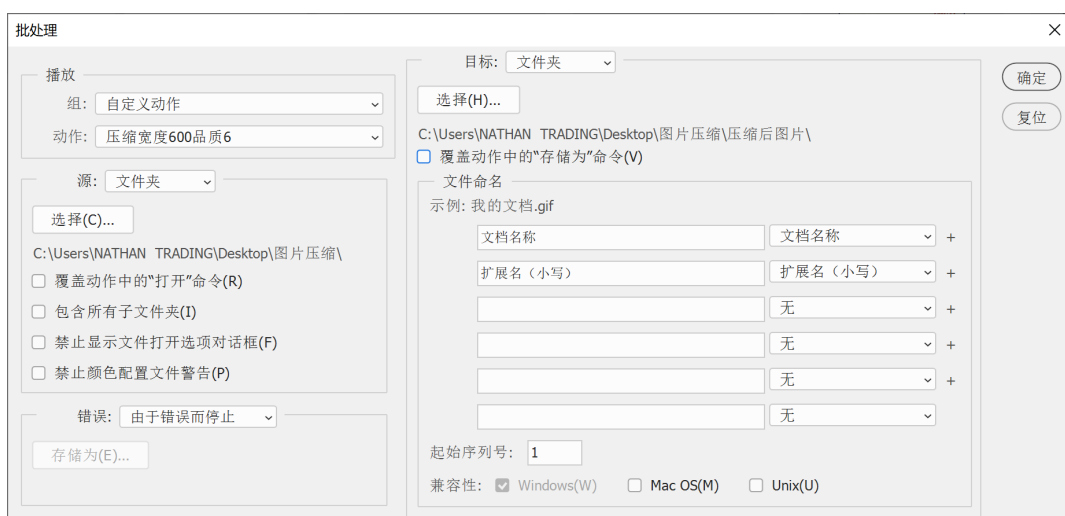 批处理
播放
组: 自定义动作
动作: 压缩宽度600品质6
源: 文件夹
选择(C)...
C:\Users\NATHAN TRADING\Desktop\图片压缩\
覆盖动作中的“打开”命令(R)
包含所有子文件夹(I)
禁止显示文件打开选项对话框(F)
禁止颜色配置文件警告(P)
错误: 由于错误而停止
存储为(E)...
目标: 文件夹
选择(H)...
C:\Users\NATHAN TRADING\Desktop\图片压缩\压缩后图片\
覆盖动作中的“存储为”命令(V)
文件命名
示例: 我的文档.gif
文档名称 文档名称 +
扩展名（小写） 扩展名（小写） +
无 +
无 +
无 +
无
起始序列号: 1
兼容性: Windows(W) Mac OS(M) Unix(U)
确定
复位